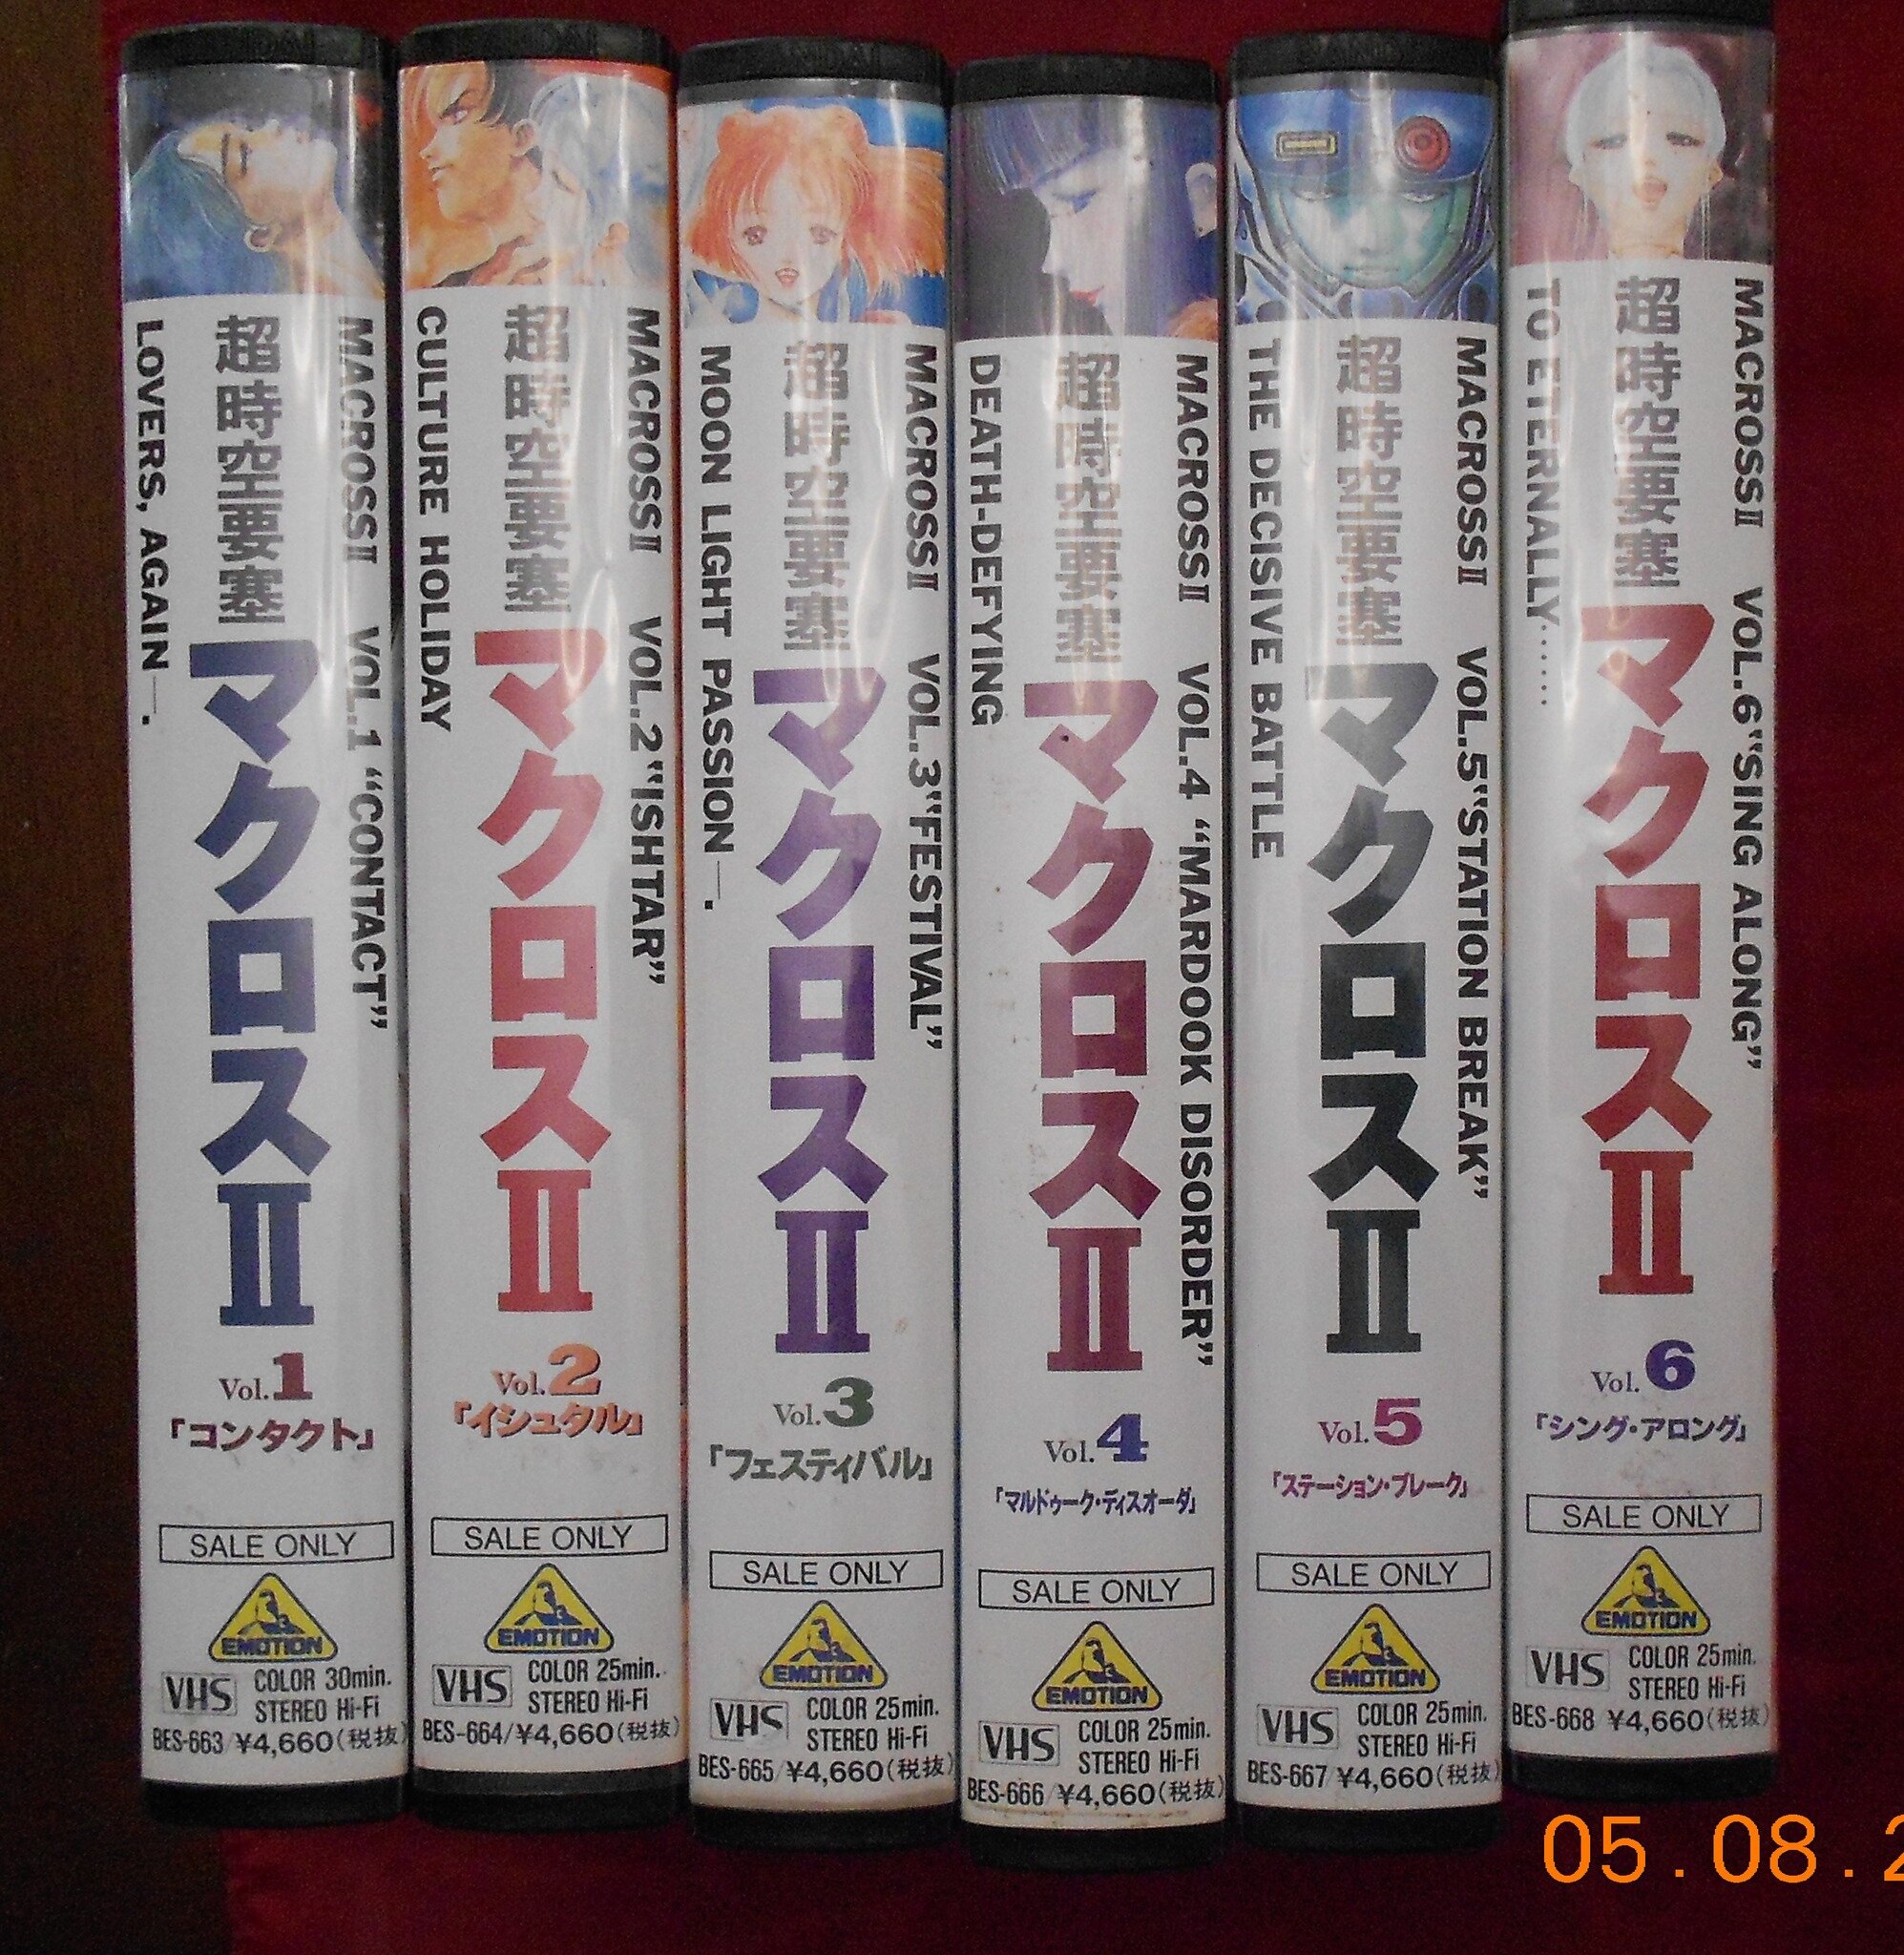 MACROSSⅡ VOL.1 “CONTACT”
超時空要塞マクロスⅡ
LOVERS, AGAIN—.
Vol.1
「コンタクト」
SALE ONLY
EMOTION
VHS
COLOR 30min.
STEREO Hi-Fi
BES-663/¥4,660(税抜)
MACROSSⅡ VOL.2 “ISHTAR”
超時空要塞マクロスⅡ
CULTURE HOLIDAY
Vol.2
「イシュタル」
SALE ONLY
EMOTION
VHS
COLOR 25min.
STEREO Hi-Fi
BES-664/¥4,660(税抜)
MACROSSⅡ VOL.3 “FESTIVAL”
超時空要塞マクロスⅡ
MOON LIGHT PASSION—.
Vol.3
「フェスティバル」
SALE ONLY
EMOTION
VHS
COLOR 25min.
STEREO Hi-Fi
BES-665/¥4,660(税抜)
MACROSSⅡ VOL.4 “MARDOOK DISORDER”
超時空要塞マクロスⅡ
DEATH-DEFYING
Vol.4
「マルドゥーク・ディスオーダ」
SALE ONLY
EMOTION
VHS
COLOR 25min.
STEREO Hi-Fi
BES-666/¥4,660(税抜)
MACROSSⅡ VOL.5 “STATION BREAK”
超時空要塞マクロスⅡ
THE DECISIVE BATTLE
Vol.5
「ステーション・ブレーク」
SALE ONLY
EMOTION
VHS
COLOR 25min.
STEREO Hi-Fi
BES-667/¥4,660(税抜)
MACROSSⅡ VOL.6 “SING ALONG”
超時空要塞マクロスⅡ
TO ETERNALLY……
Vol.6
「シング・アロング」
SALE ONLY
EMOTION
VHS
COLOR 25min.
STEREO Hi-Fi
BES-668 ¥4,660(税抜)
05.08.2